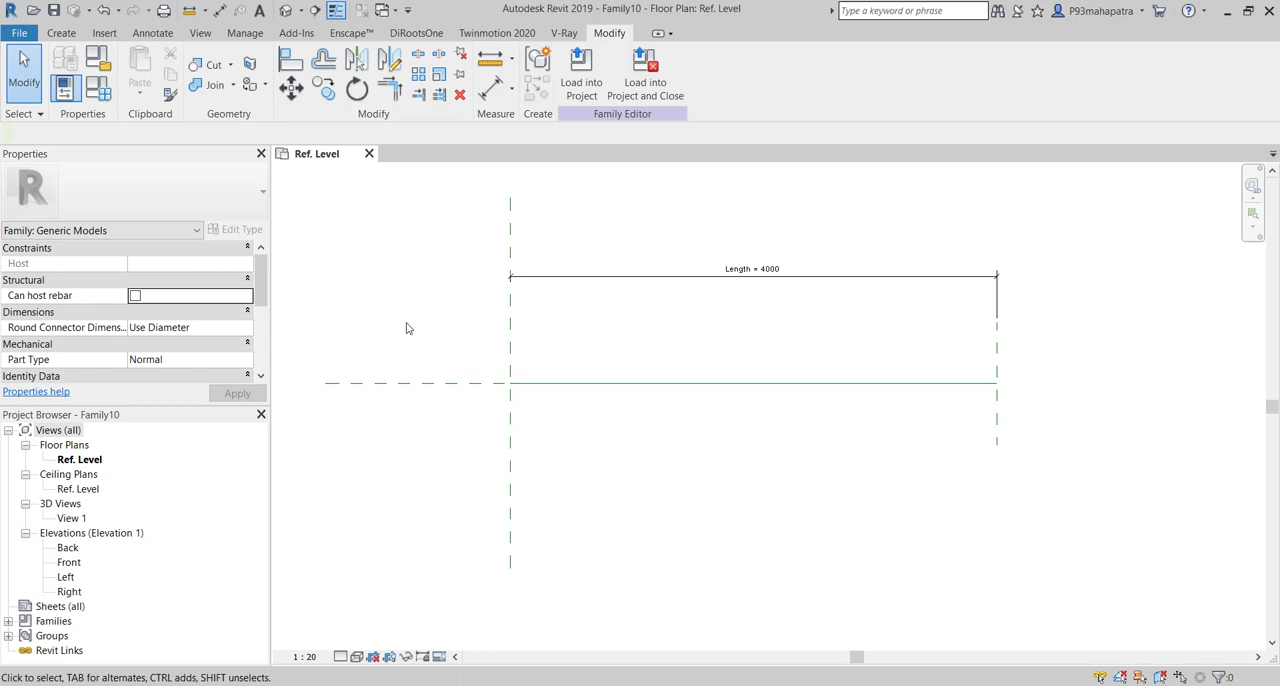 Autodesk Revit 2019 - Family10 - Floor Plan: Ref. Level
Type a keyword or phrase
P93mahapatra
File Create Insert Annotate View Manage Add-Ins Enscape™ DiRootsOne Twinmotion 2020 V-Ray Modify
Modify
Paste
Cut
Join
Load into
Project
Load into
Project and Close
Select Properties Clipboard Geometry Modify Measure Create Family Editor
Properties
Ref. Level
R
Family: Generic Models
Edit Type
Constraints
Host
Structural
Can host rebar
Dimensions
Round Connector Dimens... Use Diameter
Mechanical
Part Type Normal
Identity Data
Properties help
Apply
Project Browser - Family10
Views (all)
Floor Plans
Ref. Level
Ceiling Plans
Ref. Level
3D Views
View 1
Elevations (Elevation 1)
Back
Front
Left
Right
Sheets (all)
Families
Groups
Revit Links
Length = 4000
1 : 20
Click to select, TAB for alternates, CTRL adds, SHIFT unselects.
:0